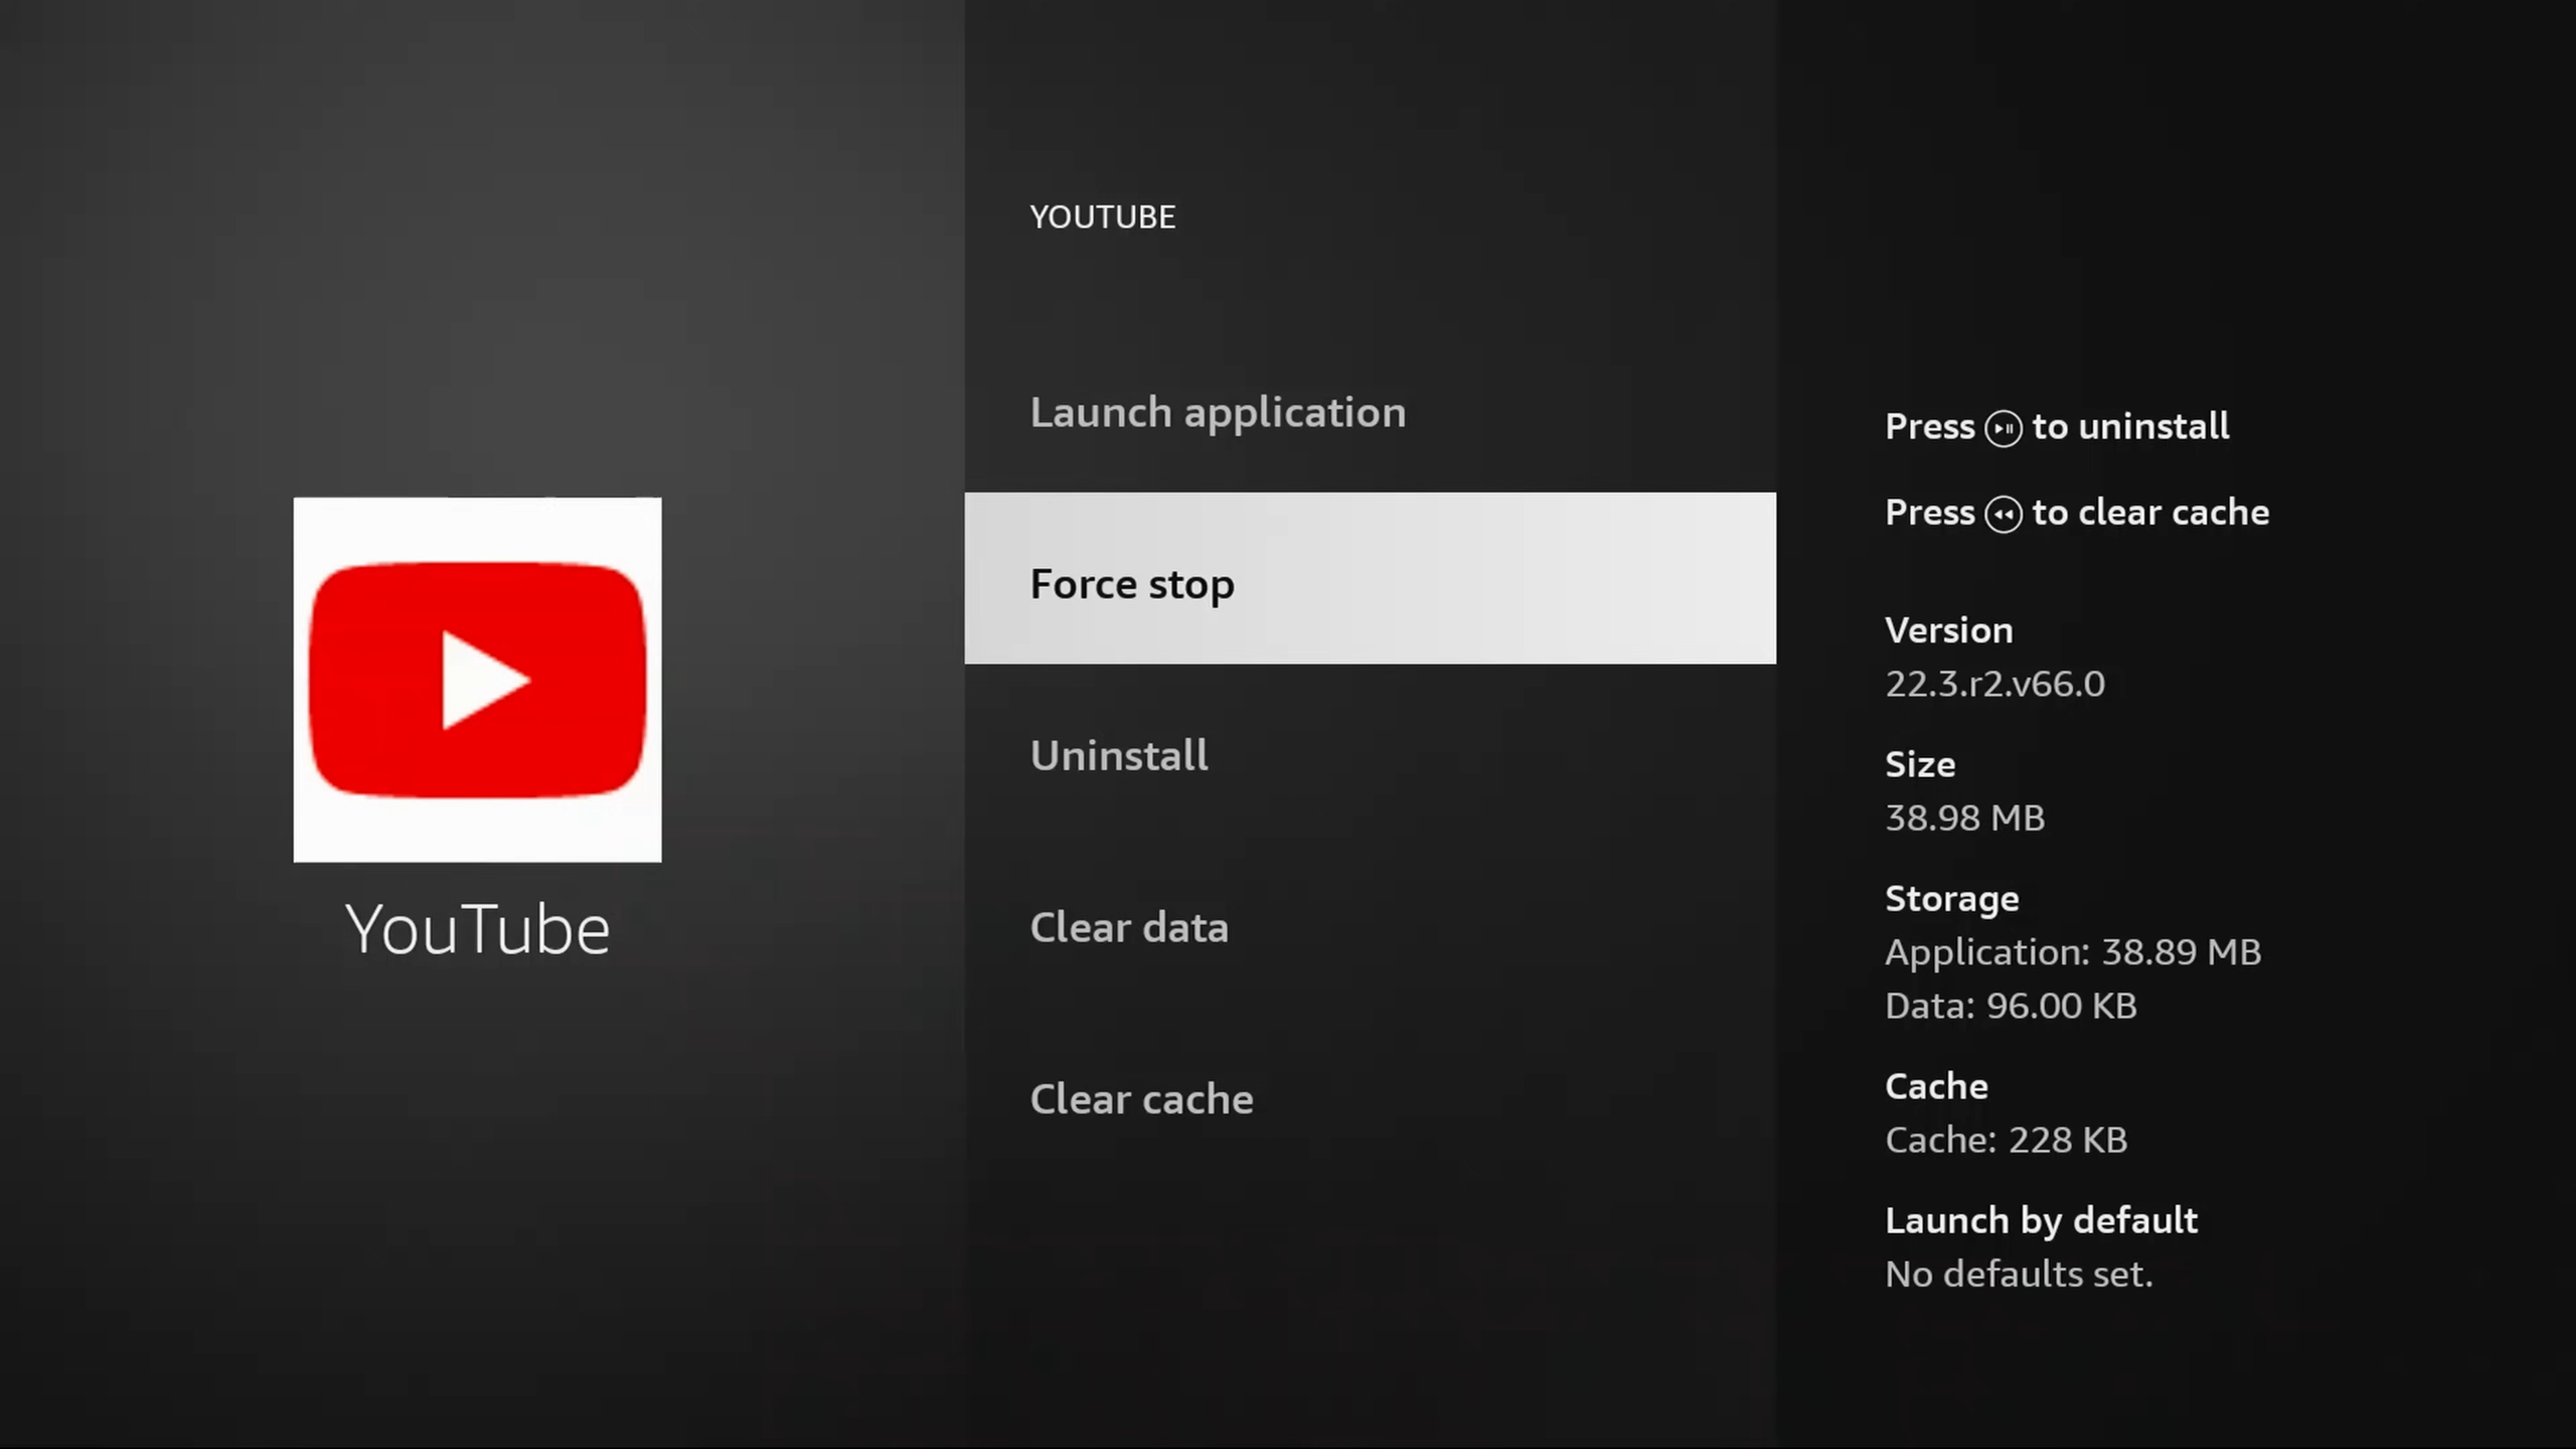 YOUTUBE
Launch application
Force stop
Uninstall
Clear data
Clear cache
YouTube
Press to uninstall
Press to clear cache
Version
22.3.r2.v66.0
Size
38.98 MB
Storage
Application: 38.89 MB
Data: 96.00 KB
Cache
Cache: 228 KB
Launch by default
No defaults set.